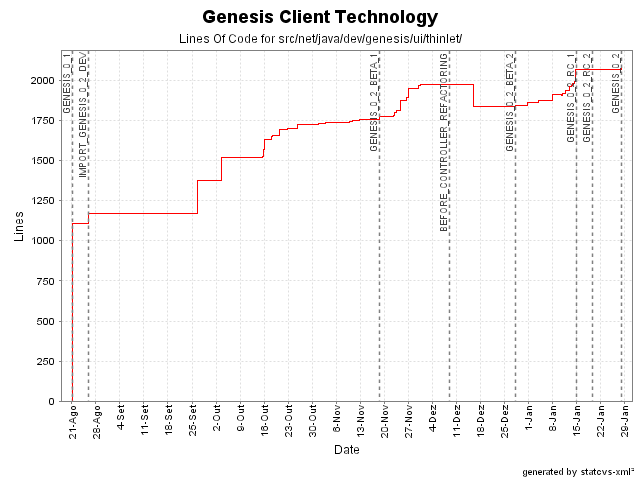 Genesis Client Technology
Lines Of Code for src/net/java/dev/genesis/ui/thinlet/
GENESIS_0_1
IMPORT_GENESIS_0_2_DEV
GENESIS_0_2_BETA_1
BEFORE_CONTROLLER_REFACTORING
GENESIS_0_2_BETA_2
GENESIS_0_2_RC_1
GENESIS_0_2_RC_2
GENESIS_0_2
Lines
2000
1750
1500
1250
1000
750
500
250
0
21-Ago
28-Ago
4-Set
11-Set
18-Set
25-Set
2-Out
9-Out
16-Out
23-Out
30-Out
6-Nov
13-Nov
20-Nov
27-Nov
4-Dez
11-Dez
18-Dez
25-Dez
1-Jan
8-Jan
15-Jan
22-Jan
29-Jan
Date
generated by statcvs-xml²